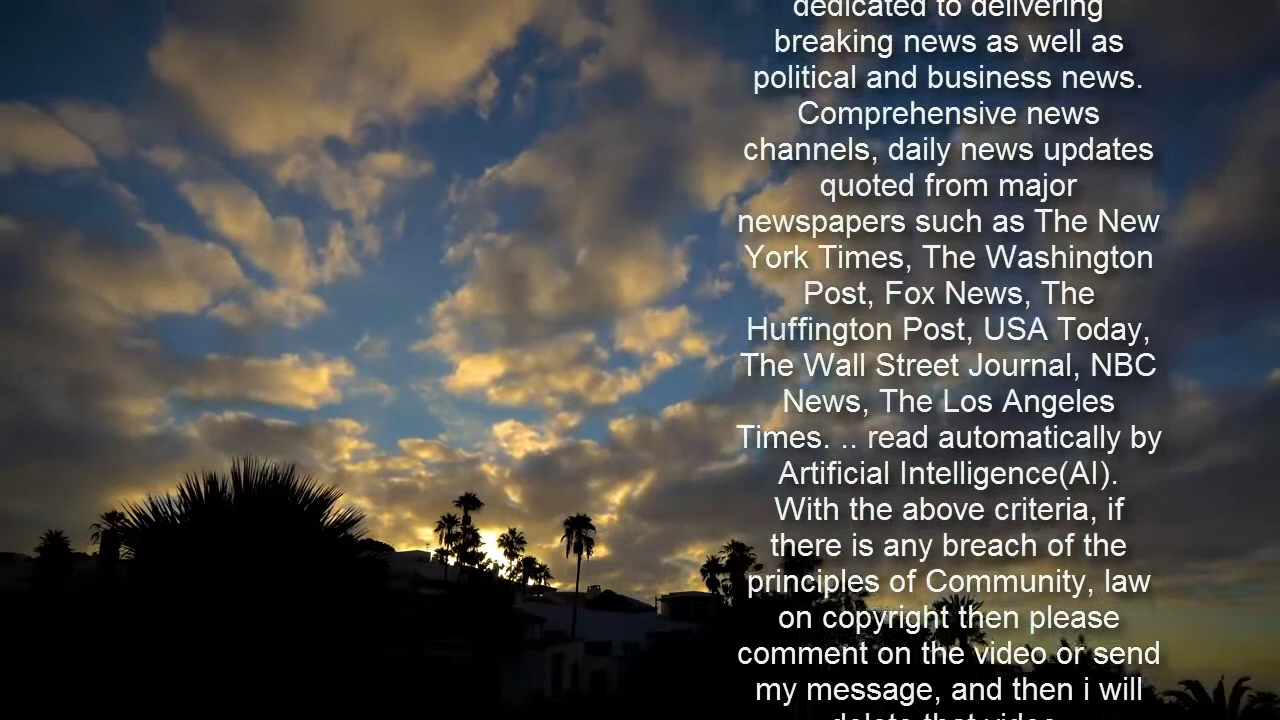 dedicated to delivering
breaking news as well as
political and business news.
Comprehensive news
channels, daily news updates
quoted from major
newspapers such as The New
York Times, The Washington
Post, Fox News, The
Huffington Post, USA Today,
The Wall Street Journal, NBC
News, The Los Angeles
Times. .. read automatically by
Artificial Intelligence(AI).
With the above criteria, if
there is any breach of the
principles of Community, law
on copyright then please
comment on the video or send
my message, and then i will
delete that video